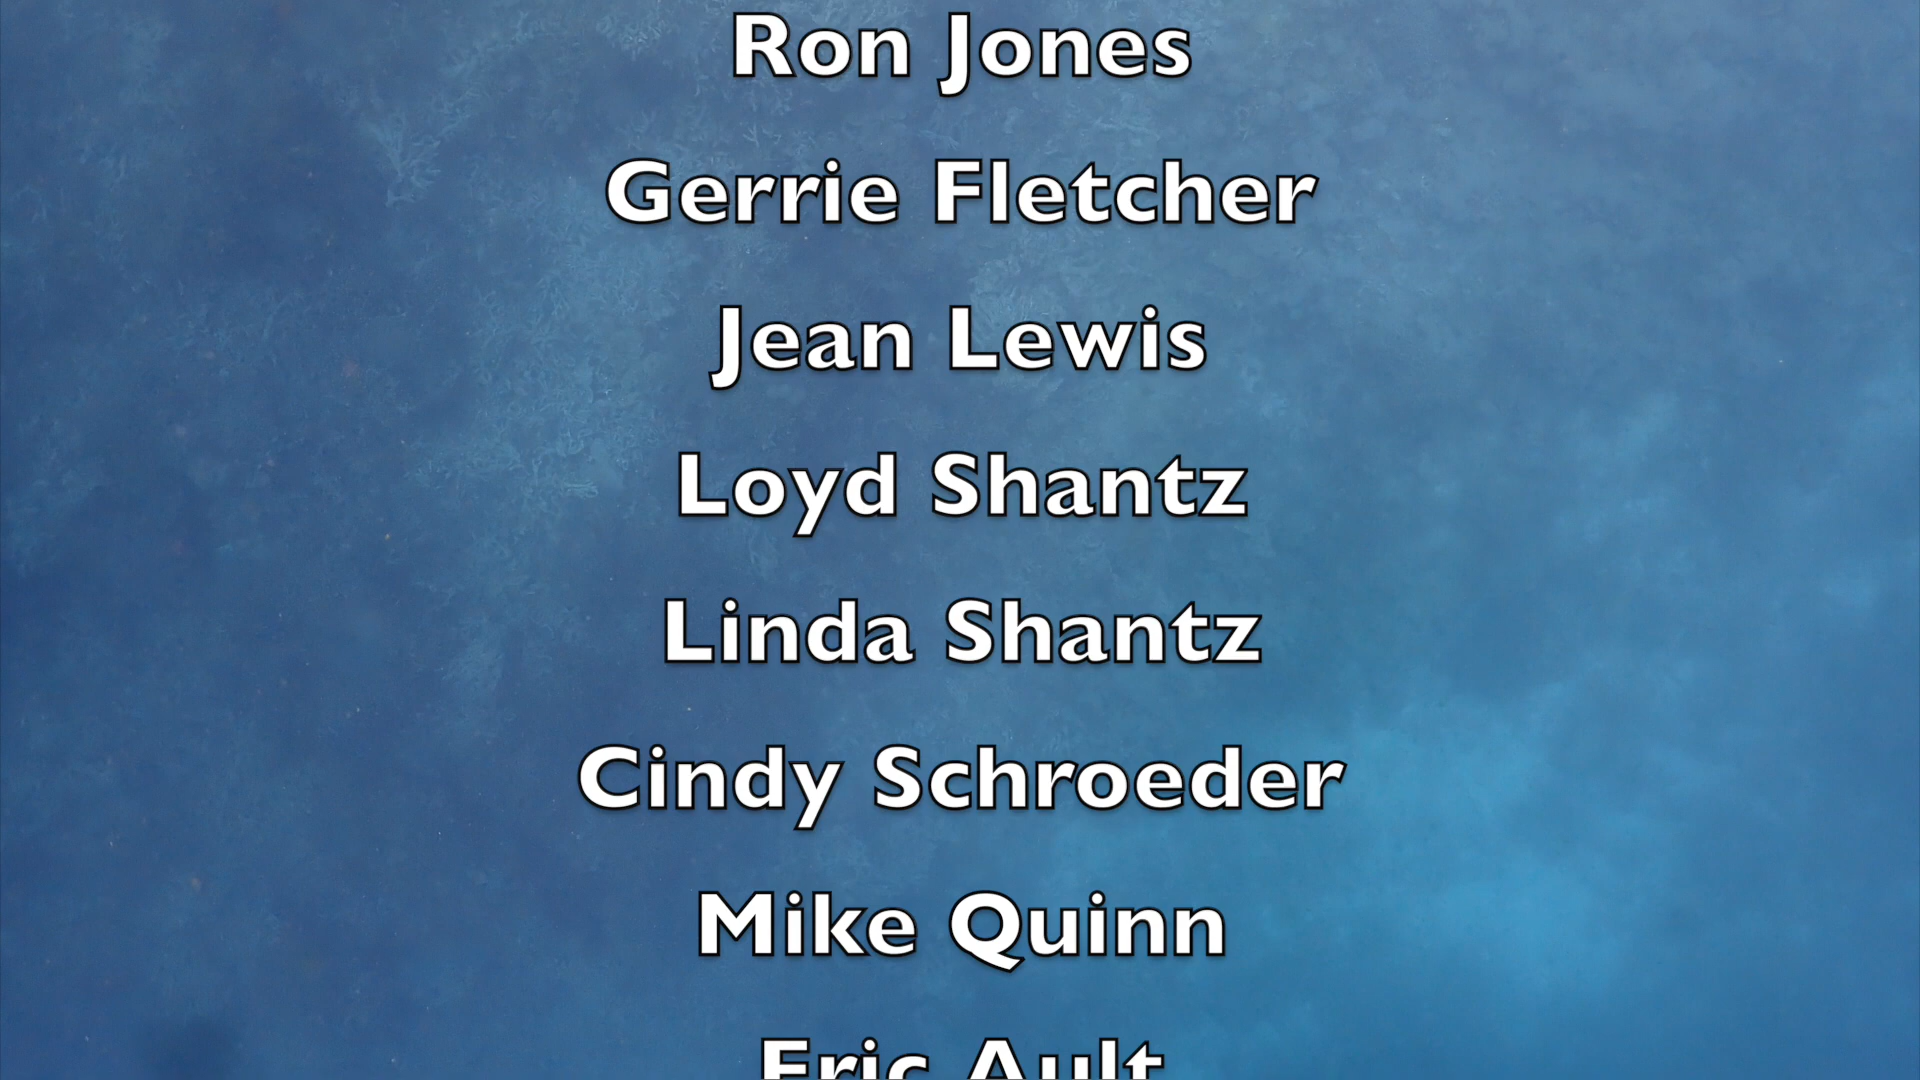 Ron Jones
Gerrie Fletcher
Jean Lewis
Loyd Shantz
Linda Shantz
Cindy Schroeder
Mike Quinn
Eric Ault